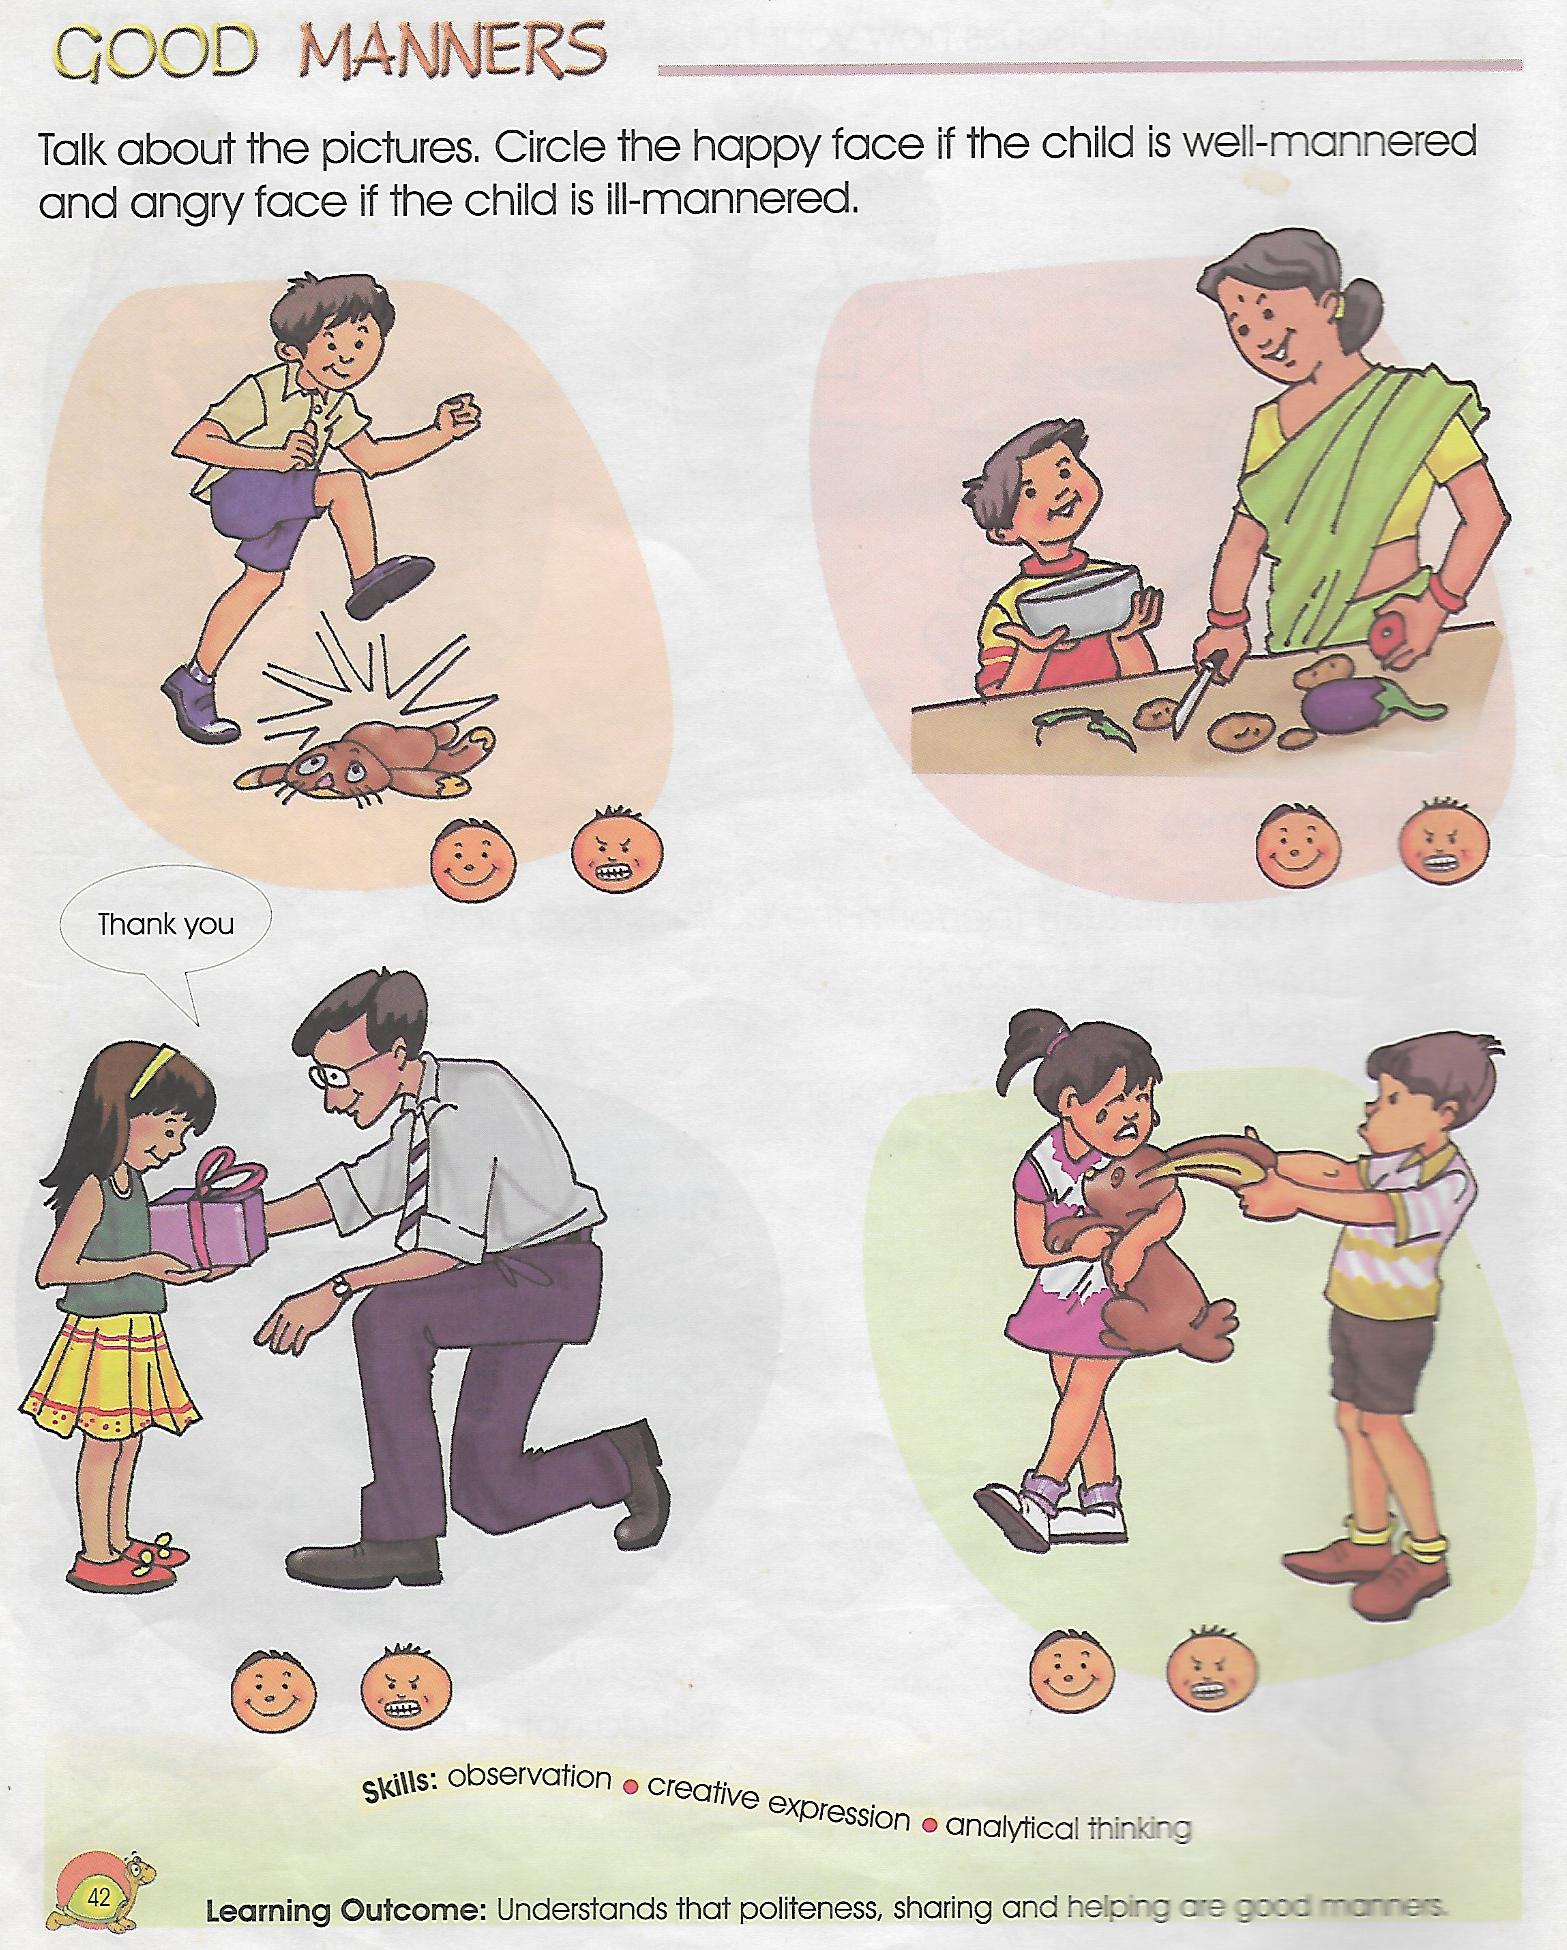 GOOD MANNERS
Talk about the pictures. Circle the happy face if the child is well-mannered
and angry face if the child is ill-mannered.
Thank you
Skills: observation • creative expression • analytical thinking
42
Learning Outcome: Understands that politeness, sharing and helping are good manners.